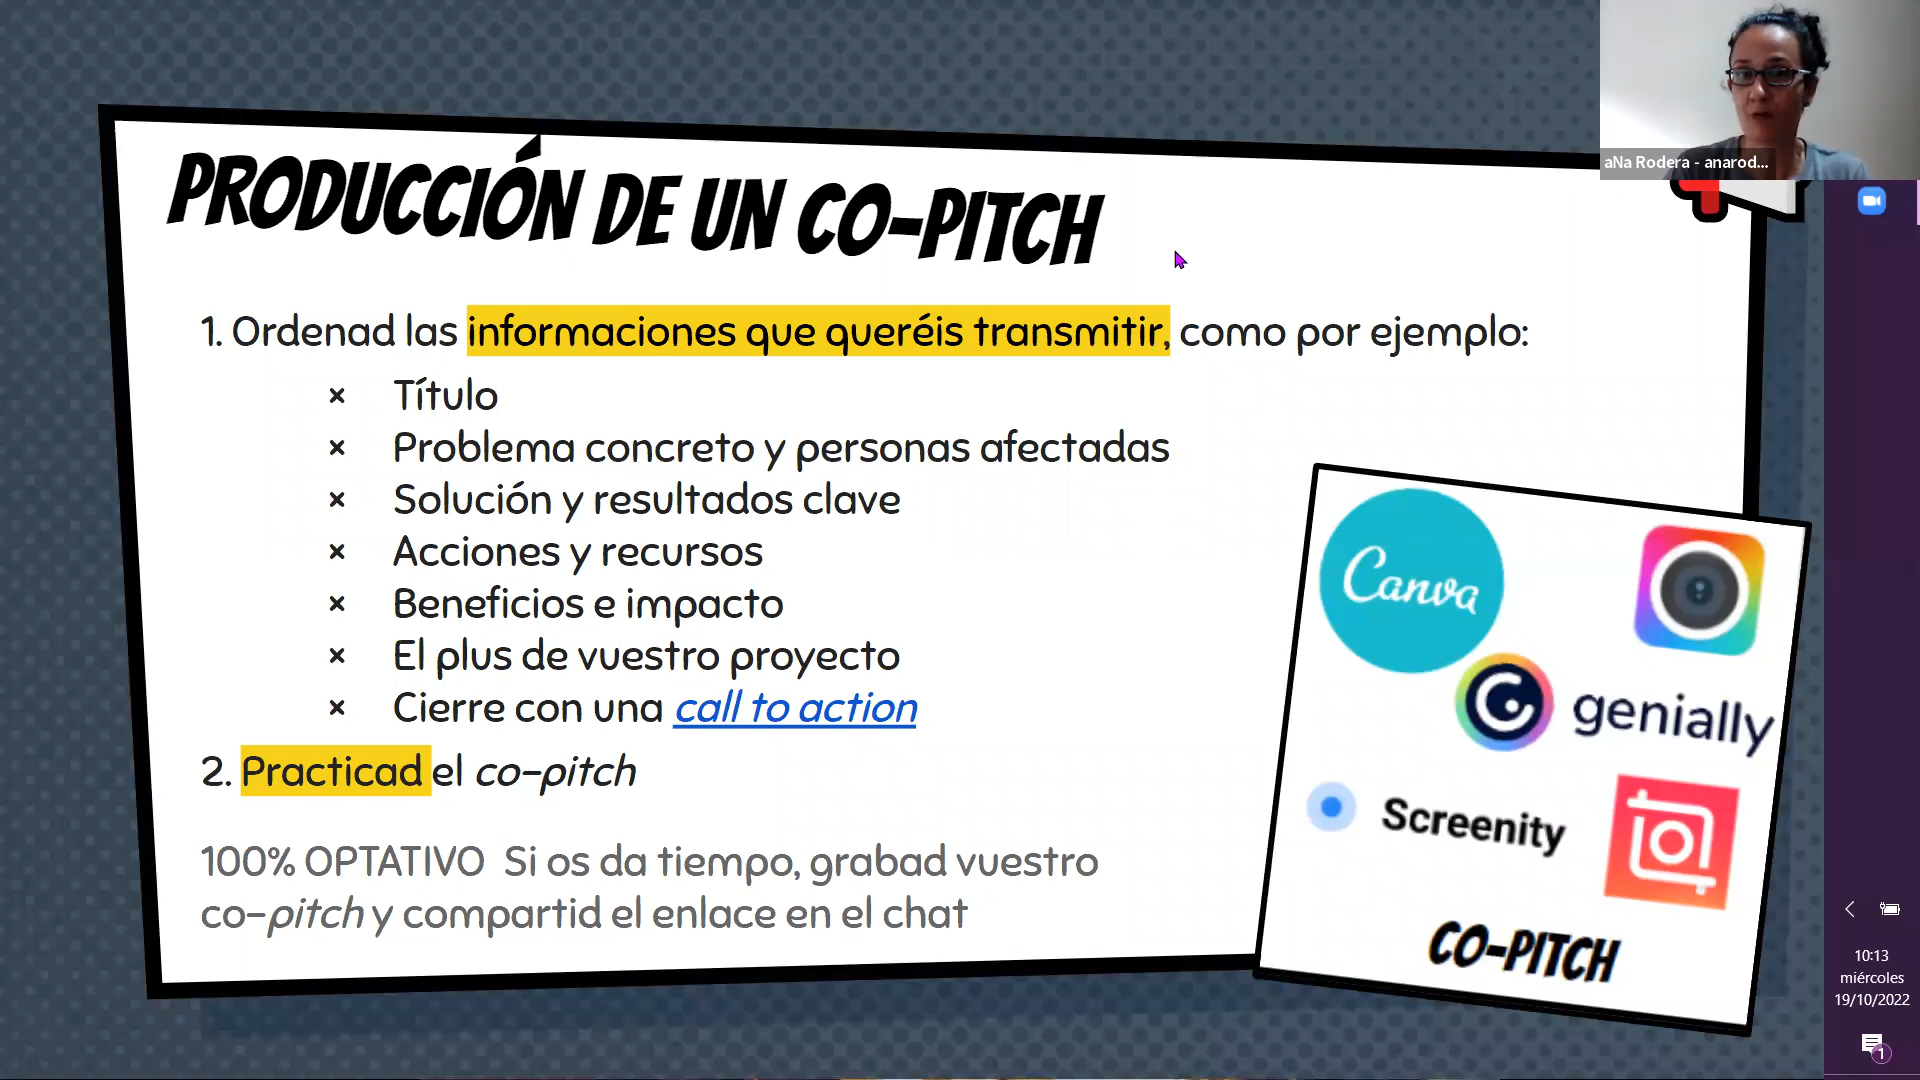 aNa Rodera - anarod...
PRODUCCIÓN DE UN CO-PITCH
1. Ordenad las informaciones que queréis transmitir, como por ejemplo:
× Título
× Problema concreto y personas afectadas
× Solución y resultados clave
× Acciones y recursos
× Beneficios e impacto
× El plus de vuestro proyecto
× Cierre con una call to action
2. Practicad el co-pitch
100% OPTATIVO Si os da tiempo, grabad vuestro
co-pitch y compartid el enlace en el chat
Canva
genially
Screenity
CO-PITCH
10:13
miércoles
19/10/2022
1